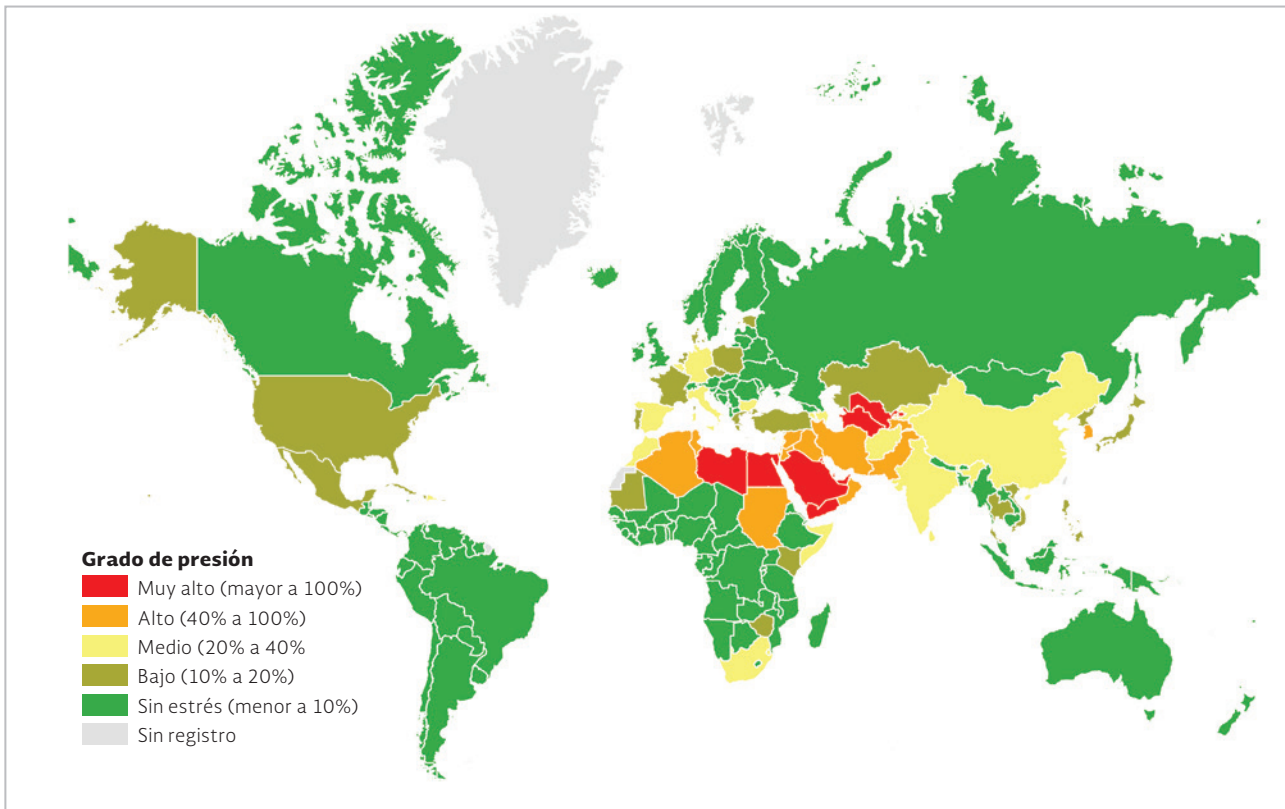 Grado de presión
Muy alto (mayor a 100%)
Alto (40% a 100%)
Medio (20% a 40%
Bajo (10% a 20%)
Sin estrés (menor a 10%)
Sin registro